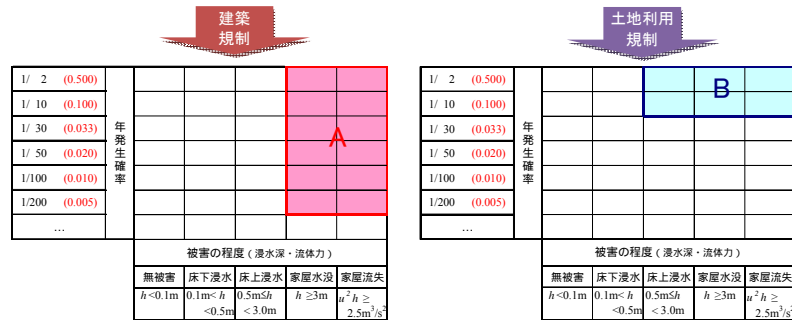 建築
規制
1/ 2 (0.500)
1/ 10 (0.100)
1/ 30 (0.033)
1/ 50 (0.020)
1/100 (0.010)
1/200 (0.005)
…
年発生確率
A
被害の程度（浸水深・流体力）
無被害 床下浸水 床上浸水 家屋水没 家屋流失
h<0.1m 0.1m< h 0.5m≤h h ≥3m u² h ≥
<0.5m < 3.0m 2.5m³/s²
土地利用
規制
1/ 2 (0.500)
1/ 10 (0.100)
1/ 30 (0.033)
1/ 50 (0.020)
1/100 (0.010)
1/200 (0.005)
…
年発生確率
B
被害の程度（浸水深・流体力）
無被害 床下浸水 床上浸水 家屋水没 家屋流失
h<0.1m 0.1m< h 0.5m≤h h ≥3m u² h ≥
<0.5m < 3.0m 2.5m³/s²